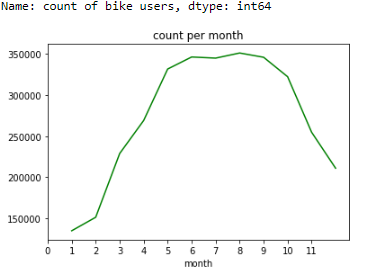 Name: count of bike users, dtype: int64
count per month
350000
300000
250000
200000
150000
0 1 2 3 4 5 6 7 8 9 10 11
month